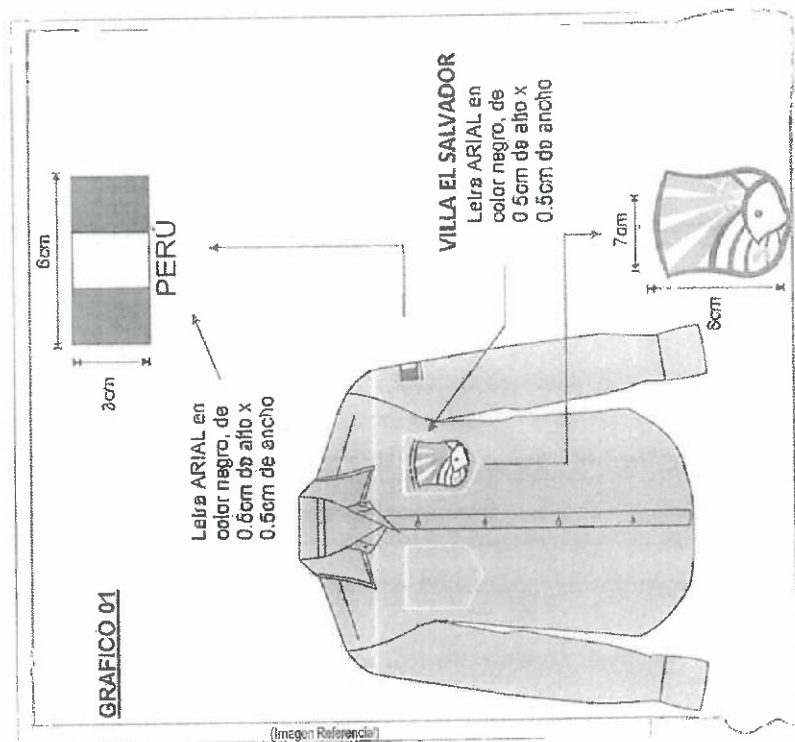 GRAFICO 01
6cm
PERÚ
Letra ARIAL en
color negro, de
0.5cm de alto x
0.5cm de ancho
VILLA EL SALVADOR
Letra ARIAL en
color negro, de
0.5cm de alto x
0.5cm de ancho
7cm
(Imagen Referencial)